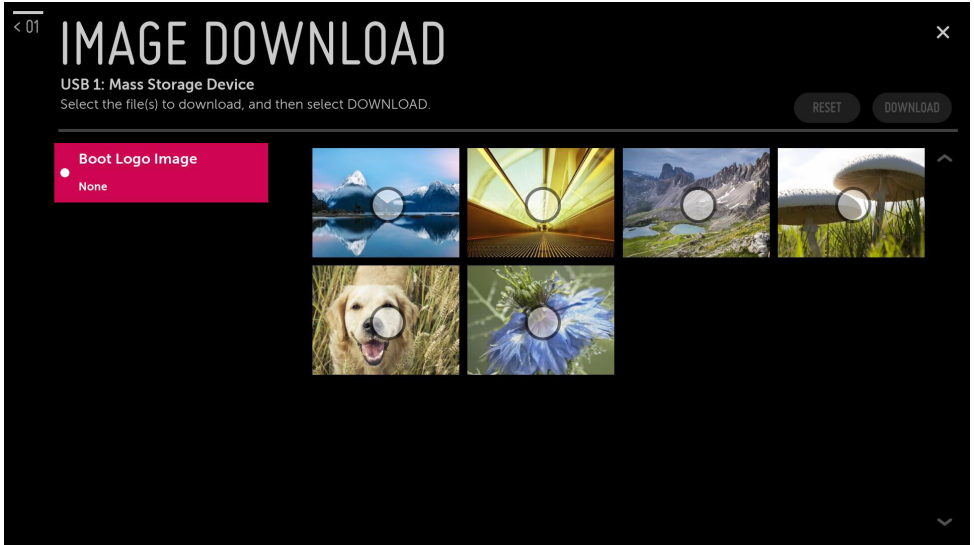 < 01
IMAGE DOWNLOAD
USB 1: Mass Storage Device
Select the file(s) to download, and then select DOWNLOAD.
RESET
DOWNLOAD
Boot Logo Image
None